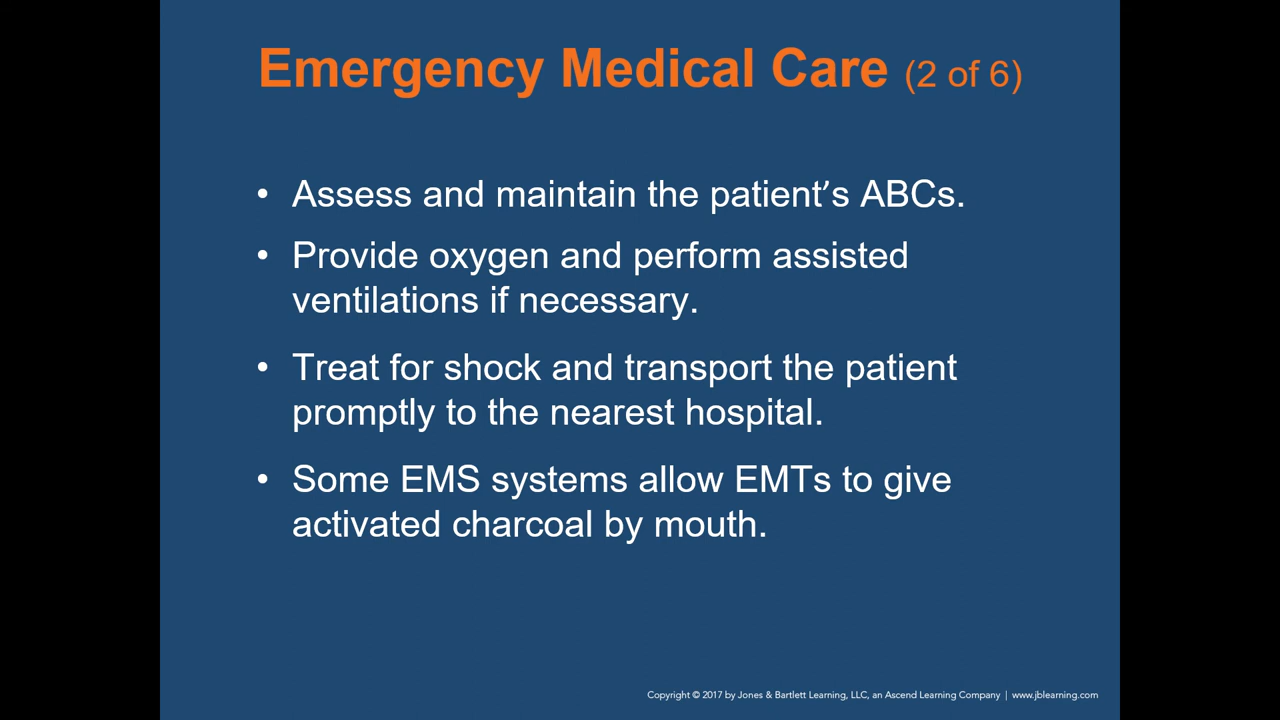 Emergency Medical Care (2 of 6)
• Assess and maintain the patient's ABCs.
• Provide oxygen and perform assisted
ventilations if necessary.
• Treat for shock and transport the patient
promptly to the nearest hospital.
• Some EMS systems allow EMTs to give
activated charcoal by mouth.
Copyright © 2017 by Jones & Bartlett Learning, LLC, an Ascend Learning Company | www.jblearning.com